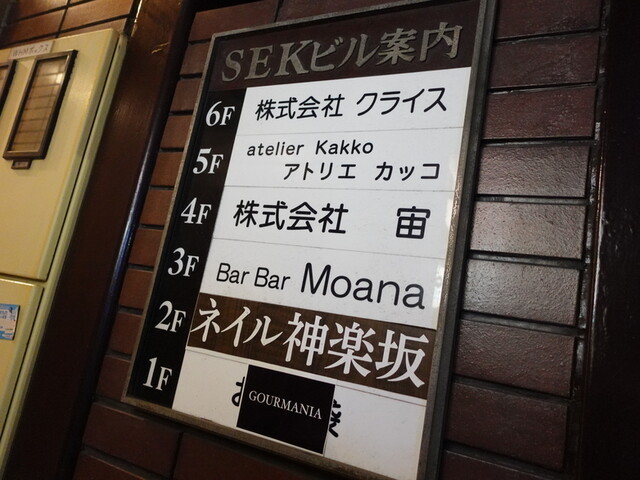 SEKビル案内
6F 株式会社 クライス
5F atelier Kakko
アトリエ カッコ
4F 株式会社 宙
3F Bar Bar Moana
2F ネイル神楽坂
1F GOURMANIA